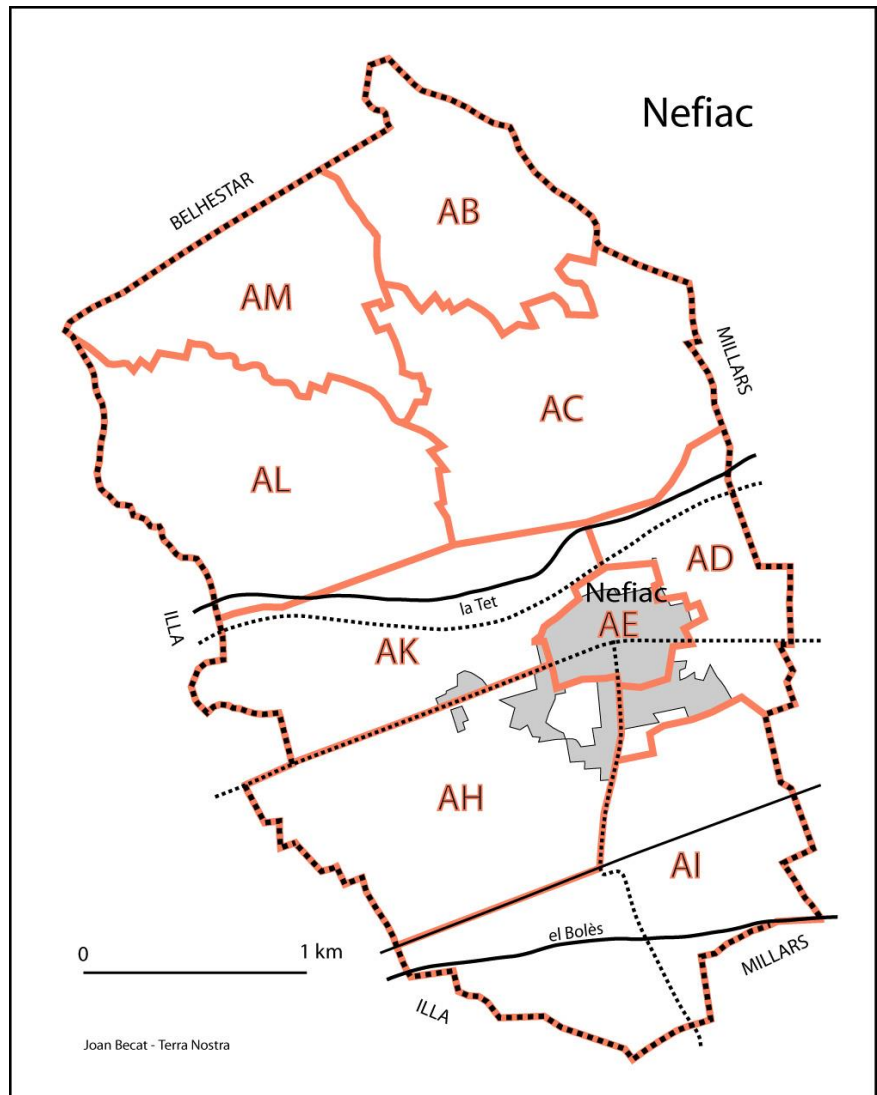 Nefiac
BELHESTAR
AB
AM
MILLARS
AC
AL
AD
la Tet
Nefiac
ILLA
AE
AK
AH
AI
el Bolès
0 1 km
MILLARS
ILLA
Joan Becat - Terra Nostra